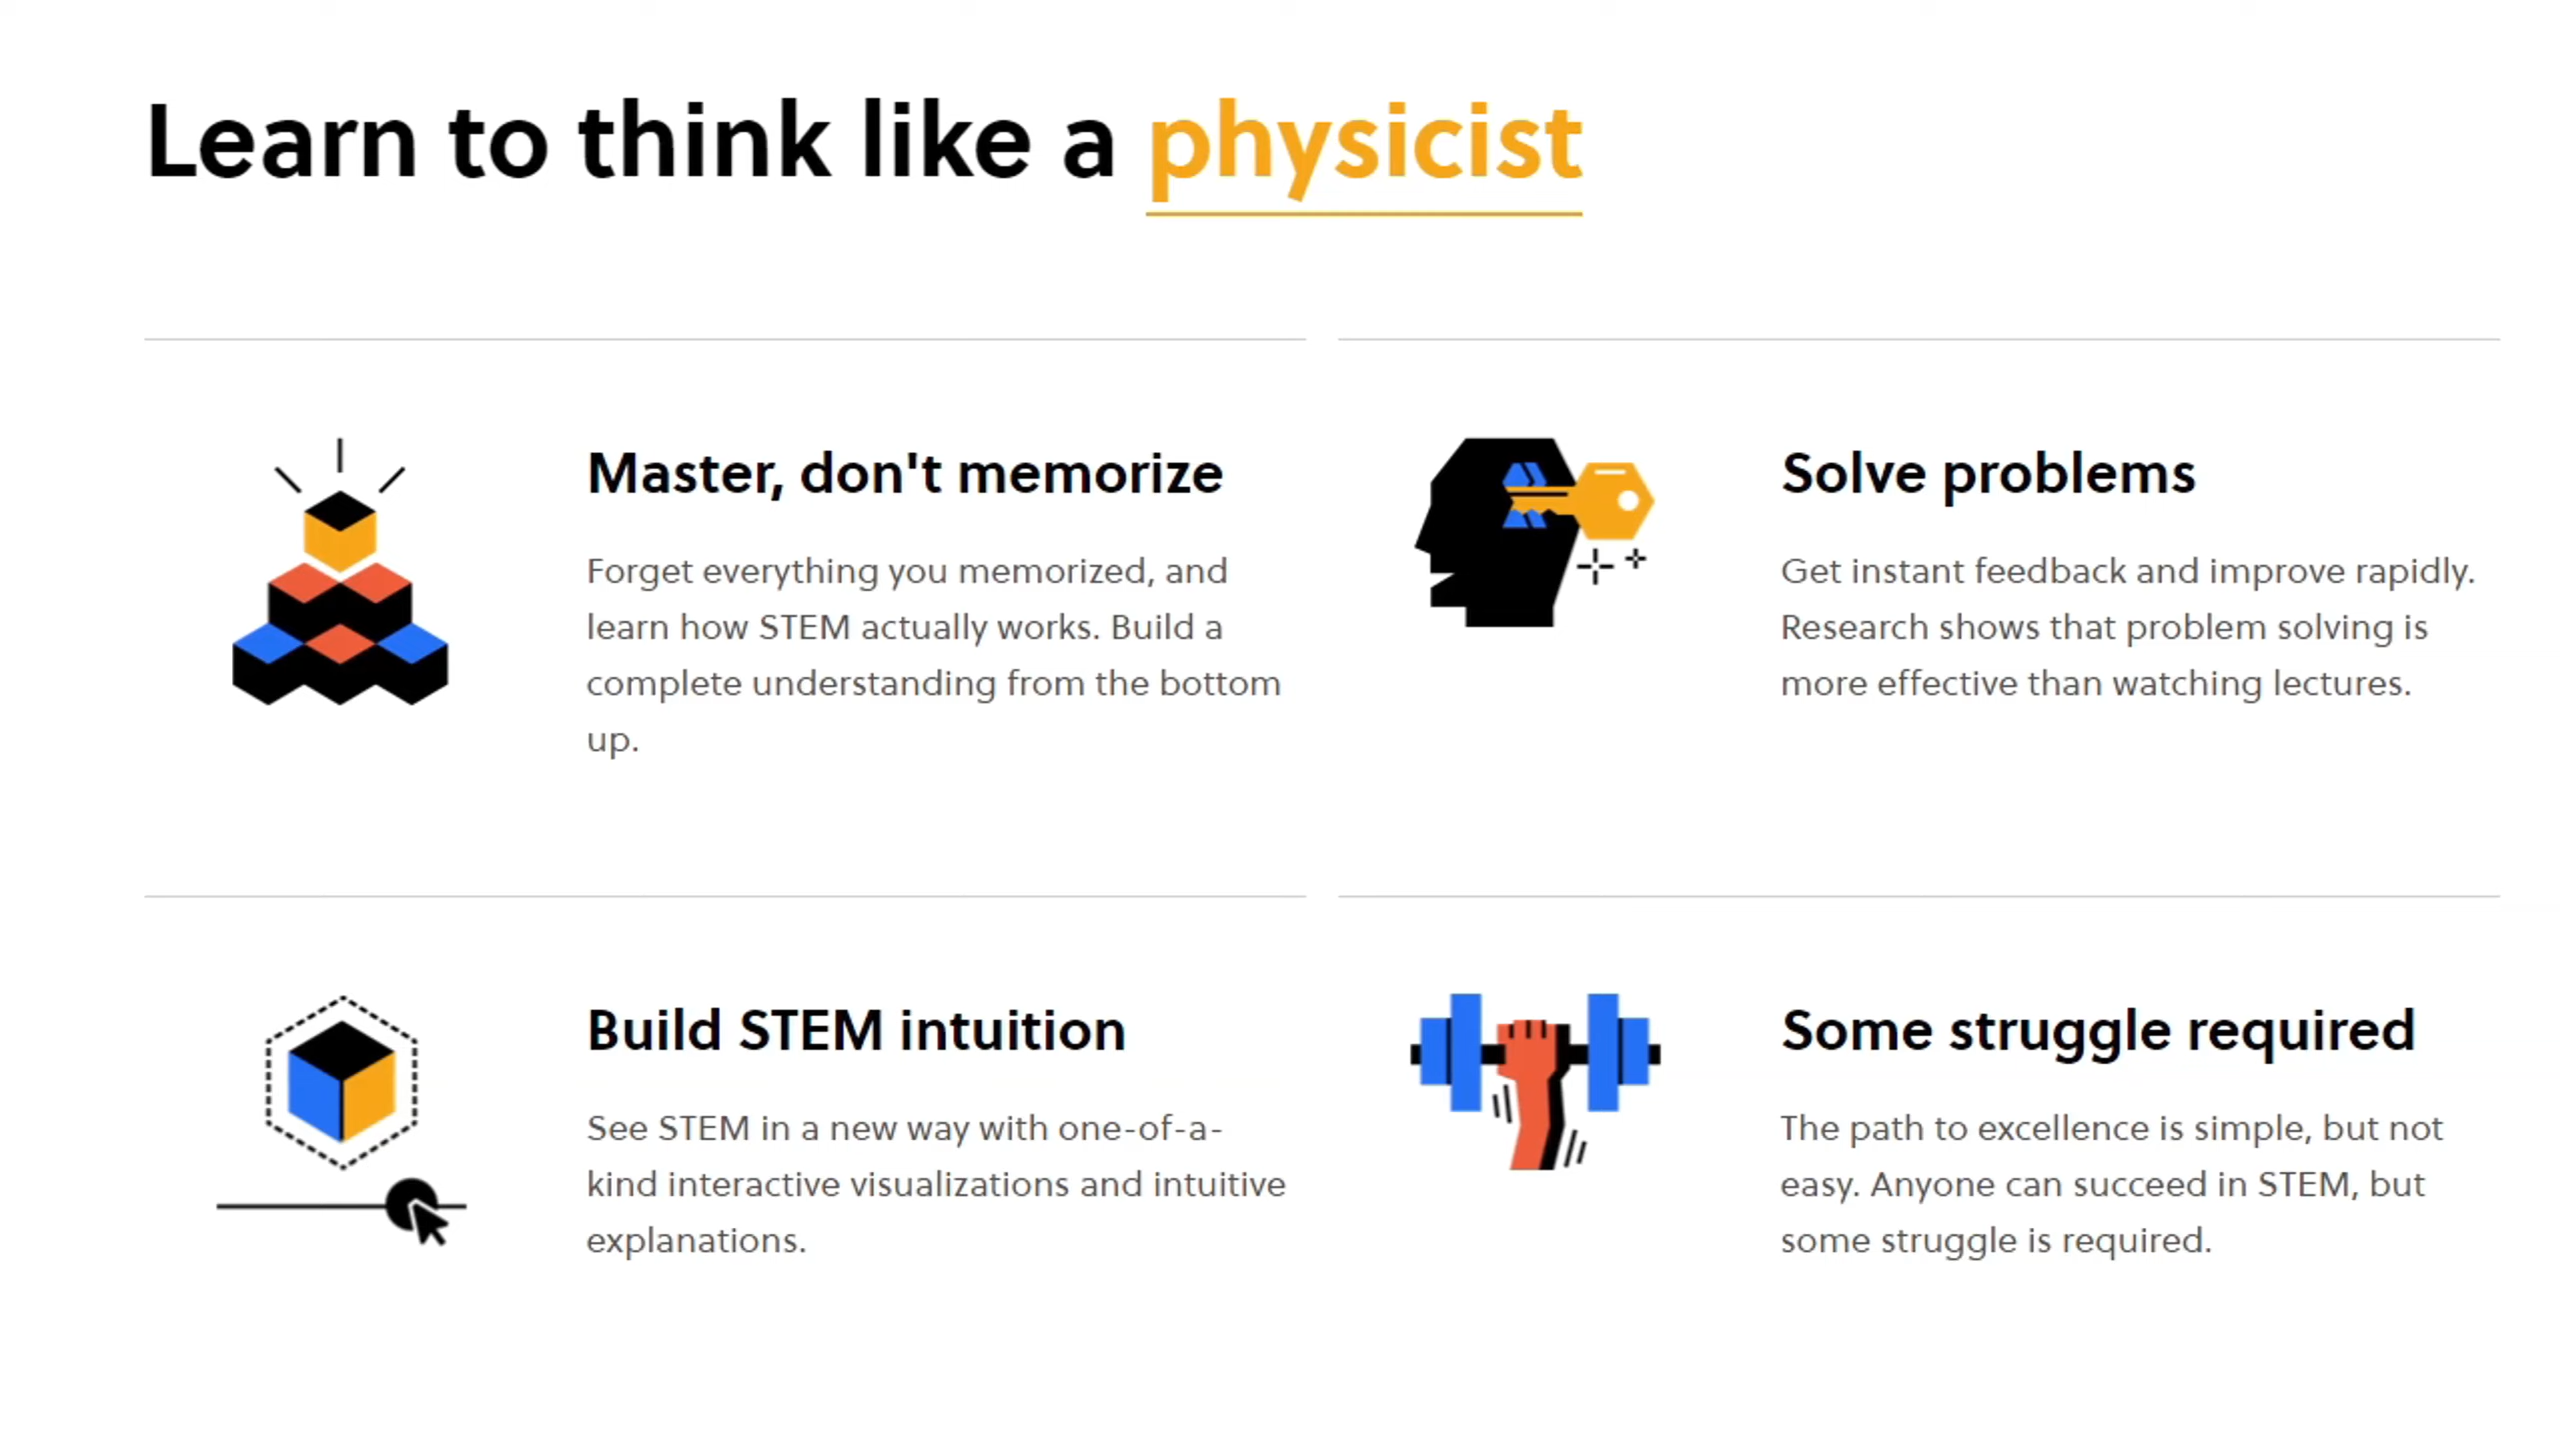 Learn to think like a physicist
Master, don't memorize
Forget everything you memorized, and
learn how STEM actually works. Build a
complete understanding from the bottom
up.
Solve problems
Get instant feedback and improve rapidly.
Research shows that problem solving is
more effective than watching lectures.
Build STEM intuition
See STEM in a new way with one-of-a-
kind interactive visualizations and intuitive
explanations.
Some struggle required
The path to excellence is simple, but not
easy. Anyone can succeed in STEM, but
some struggle is required.